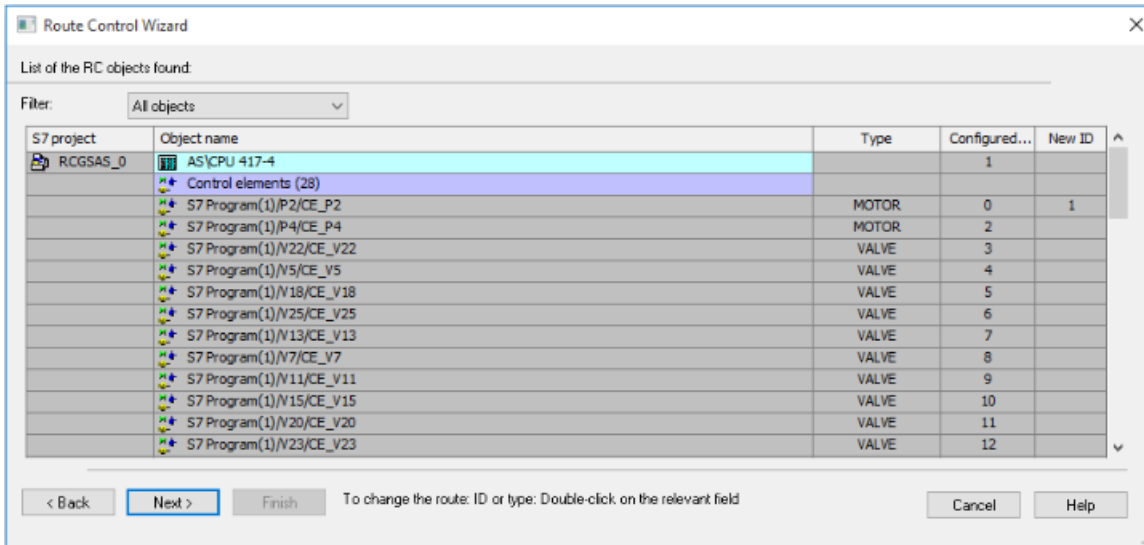 Route Control Wizard
List of the RC objects found:
Filter: All objects
S7 project Object name Type Configured... New ID
RCGSAS_0 AS\CPU 417-4 1
Control elements (28)
S7 Program(1)/P2/CE_P2 MOTOR 0 1
S7 Program(1)/P4/CE_P4 MOTOR 2
S7 Program(1)/V22/CE_V22 VALVE 3
S7 Program(1)/V5/CE_V5 VALVE 4
S7 Program(1)/V18/CE_V18 VALVE 5
S7 Program(1)/V25/CE_V25 VALVE 6
S7 Program(1)/V13/CE_V13 VALVE 7
S7 Program(1)/V7/CE_V7 VALVE 8
S7 Program(1)/V11/CE_V11 VALVE 9
S7 Program(1)/V15/CE_V15 VALVE 10
S7 Program(1)/V20/CE_V20 VALVE 11
S7 Program(1)/V23/CE_V23 VALVE 12
< Back Next > Finish To change the route: ID or type: Double-click on the relevant field Cancel Help